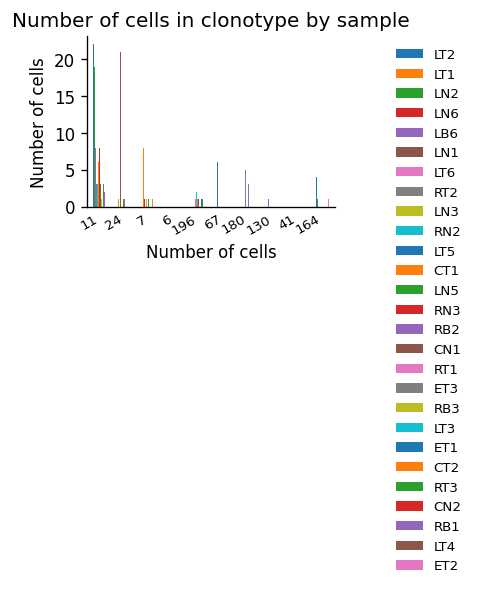 Number of cells in clonotype by sample
Number of cells
20
15
10
5
0
11
24
7
6
196
67
180
130
41
164
Number of cells
LT2
LT1
LN2
LN6
LB6
LN1
LT6
RT2
LN3
RN2
LT5
CT1
LN5
RN3
RB2
CN1
RT1
ET3
RB3
LT3
ET1
CT2
RT3
CN2
RB1
LT4
ET2